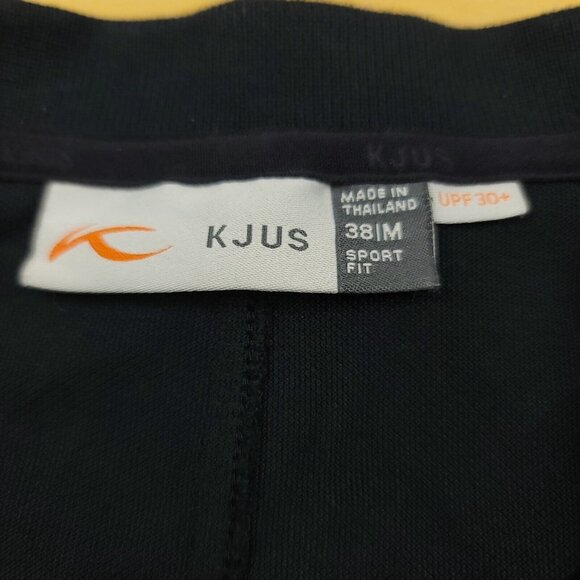 KJUS
KJUS
MADE IN
THAILAND
38|M
SPORT
FIT
UPF 30+